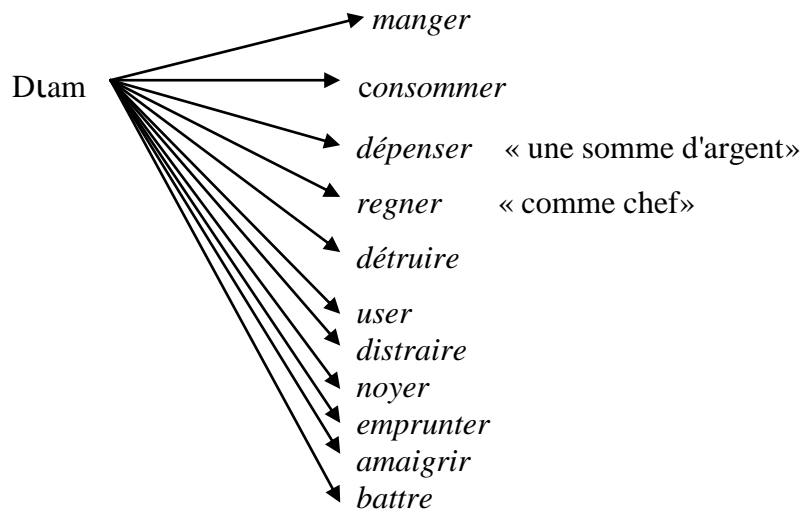 manger
Dɩam
consommer
dépenser « une somme d'argent»
regner « comme chef»
détruire
user
distraire
noyer
emprunter
amaigrir
battre